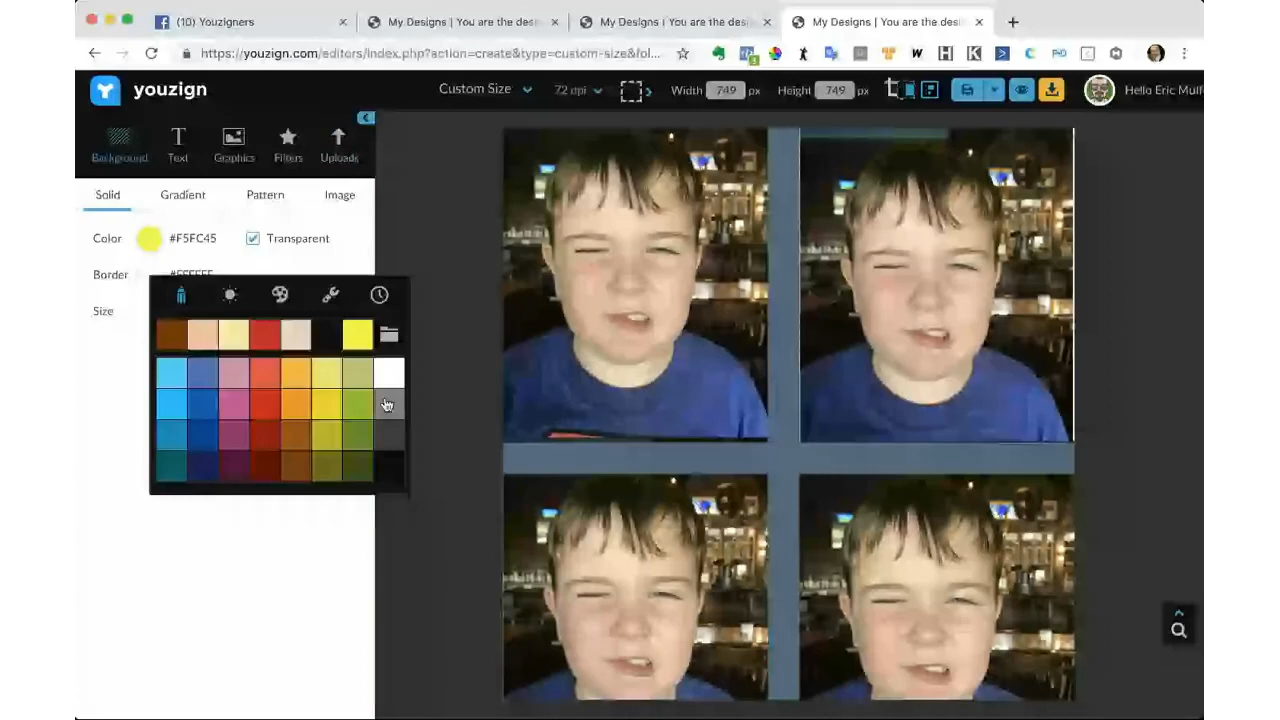 (10) Youzigners
My Designs | You are the desi
My Designs | You are the desi
My Designs | You are the desi
https://youzign.com/editors/index.php?action=create&type=custom-size&fol...
youzign
Custom Size
72 dpi
Width 749 px
Height 749 px
Hello Eric Mulf
Background
Text
Graphics
Filters
Uploads
Solid
Gradient
Pattern
Image
Color
#F5FC45
Transparent
Border
#FFFFFF
Size